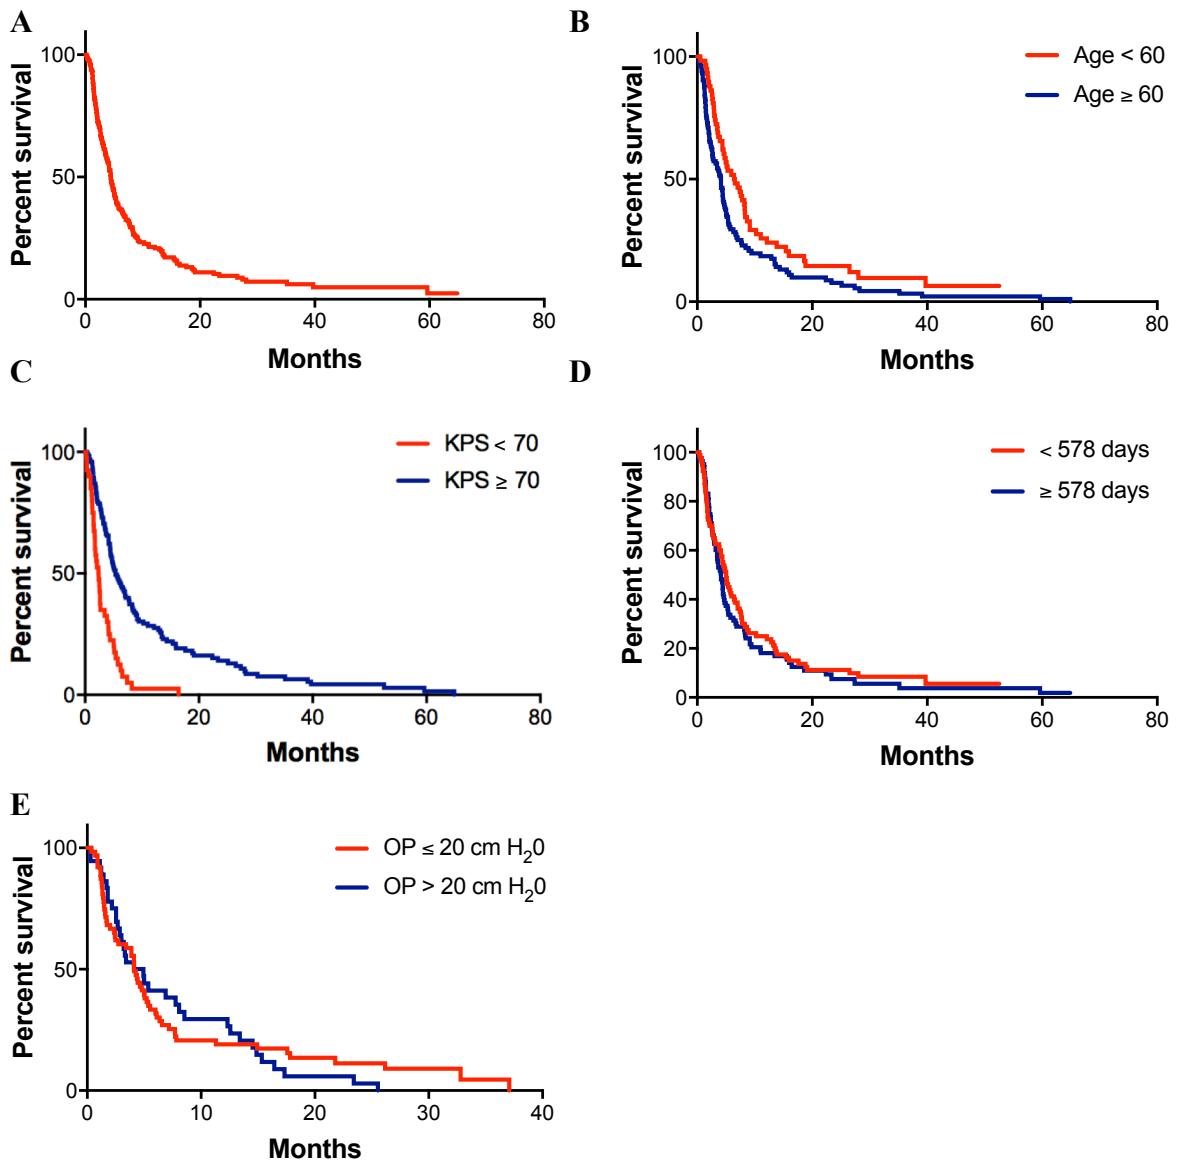 A
Percent survival
100
50
0
0 20 40 60 80
Months
B
Percent survival
100
50
0
0 20 40 60 80
Months
Age < 60
Age ≥ 60
C
Percent survival
100
50
0
0 20 40 60 80
Months
KPS < 70
KPS ≥ 70
D
Percent survival
100
80
60
40
20
0
0 20 40 60 80
Months
< 578 days
≥ 578 days
E
Percent survival
100
50
0
0 10 20 30 40
Months
OP ≤ 20 cm H₂0
OP > 20 cm H₂0